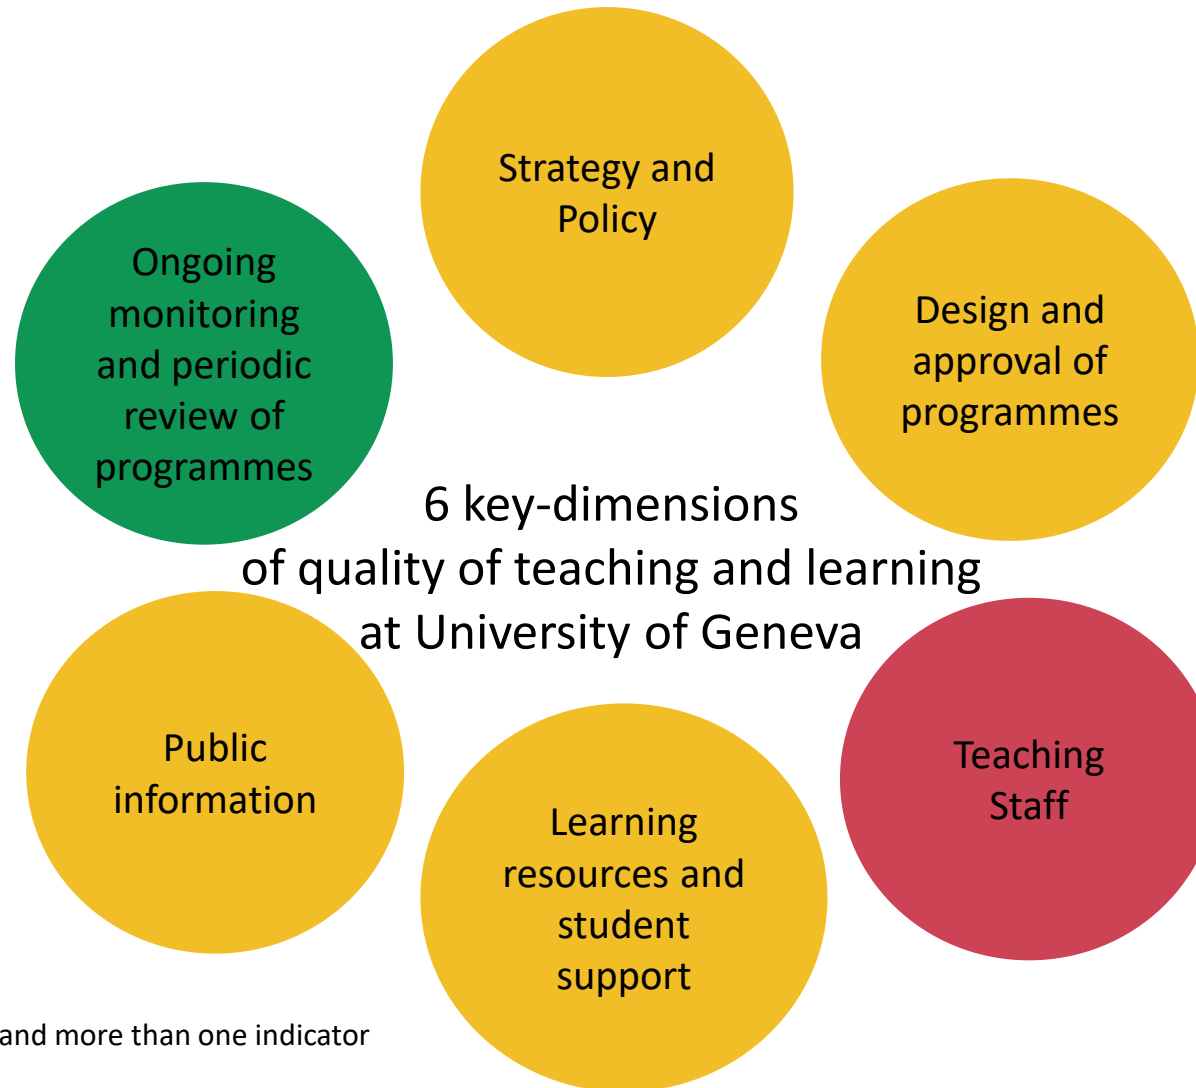 Strategy and
Policy
Ongoing
monitoring
and periodic
review of
programmes
Design and
approval of
programmes
6 key-dimensions
of quality of teaching and learning
at University of Geneva
Public
information
Teaching
Staff
Learning
resources and
student
support
and more than one indicator